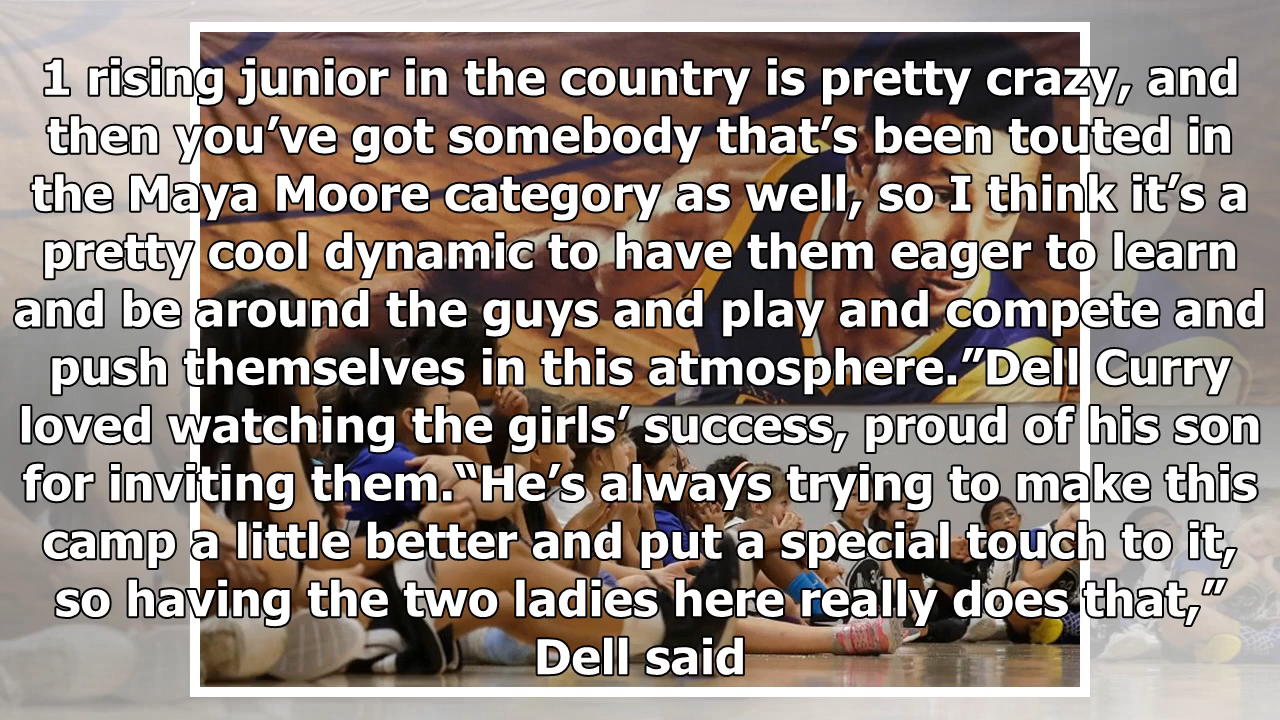 1 rising junior in the country is pretty crazy, and
then you’ve got somebody that’s been touted in
the Maya Moore category as well, so I think it’s a
pretty cool dynamic to have them eager to learn
and be around the guys and play and compete and
push themselves in this atmosphere.”Dell Curry
loved watching the girls’ success, proud of his son
for inviting them.“He’s always trying to make this
camp a little better and put a special touch to it,
so having the two ladies here really does that,”
Dell said